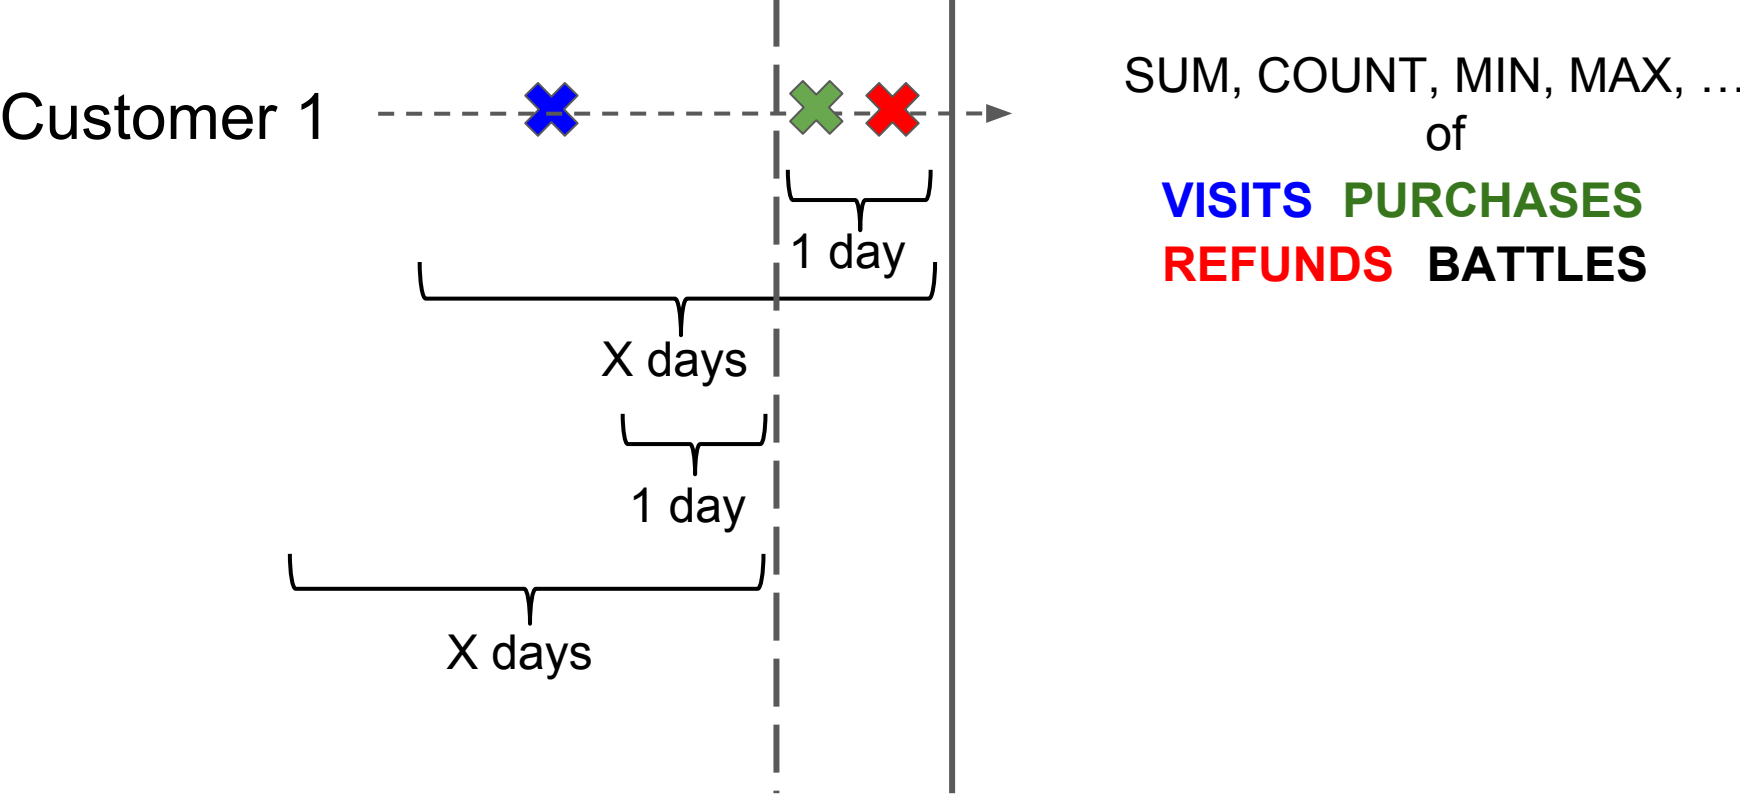 Customer 1
SUM, COUNT, MIN, MAX, …
of
VISITS PURCHASES
REFUNDS BATTLES
1 day
X days
1 day
X days